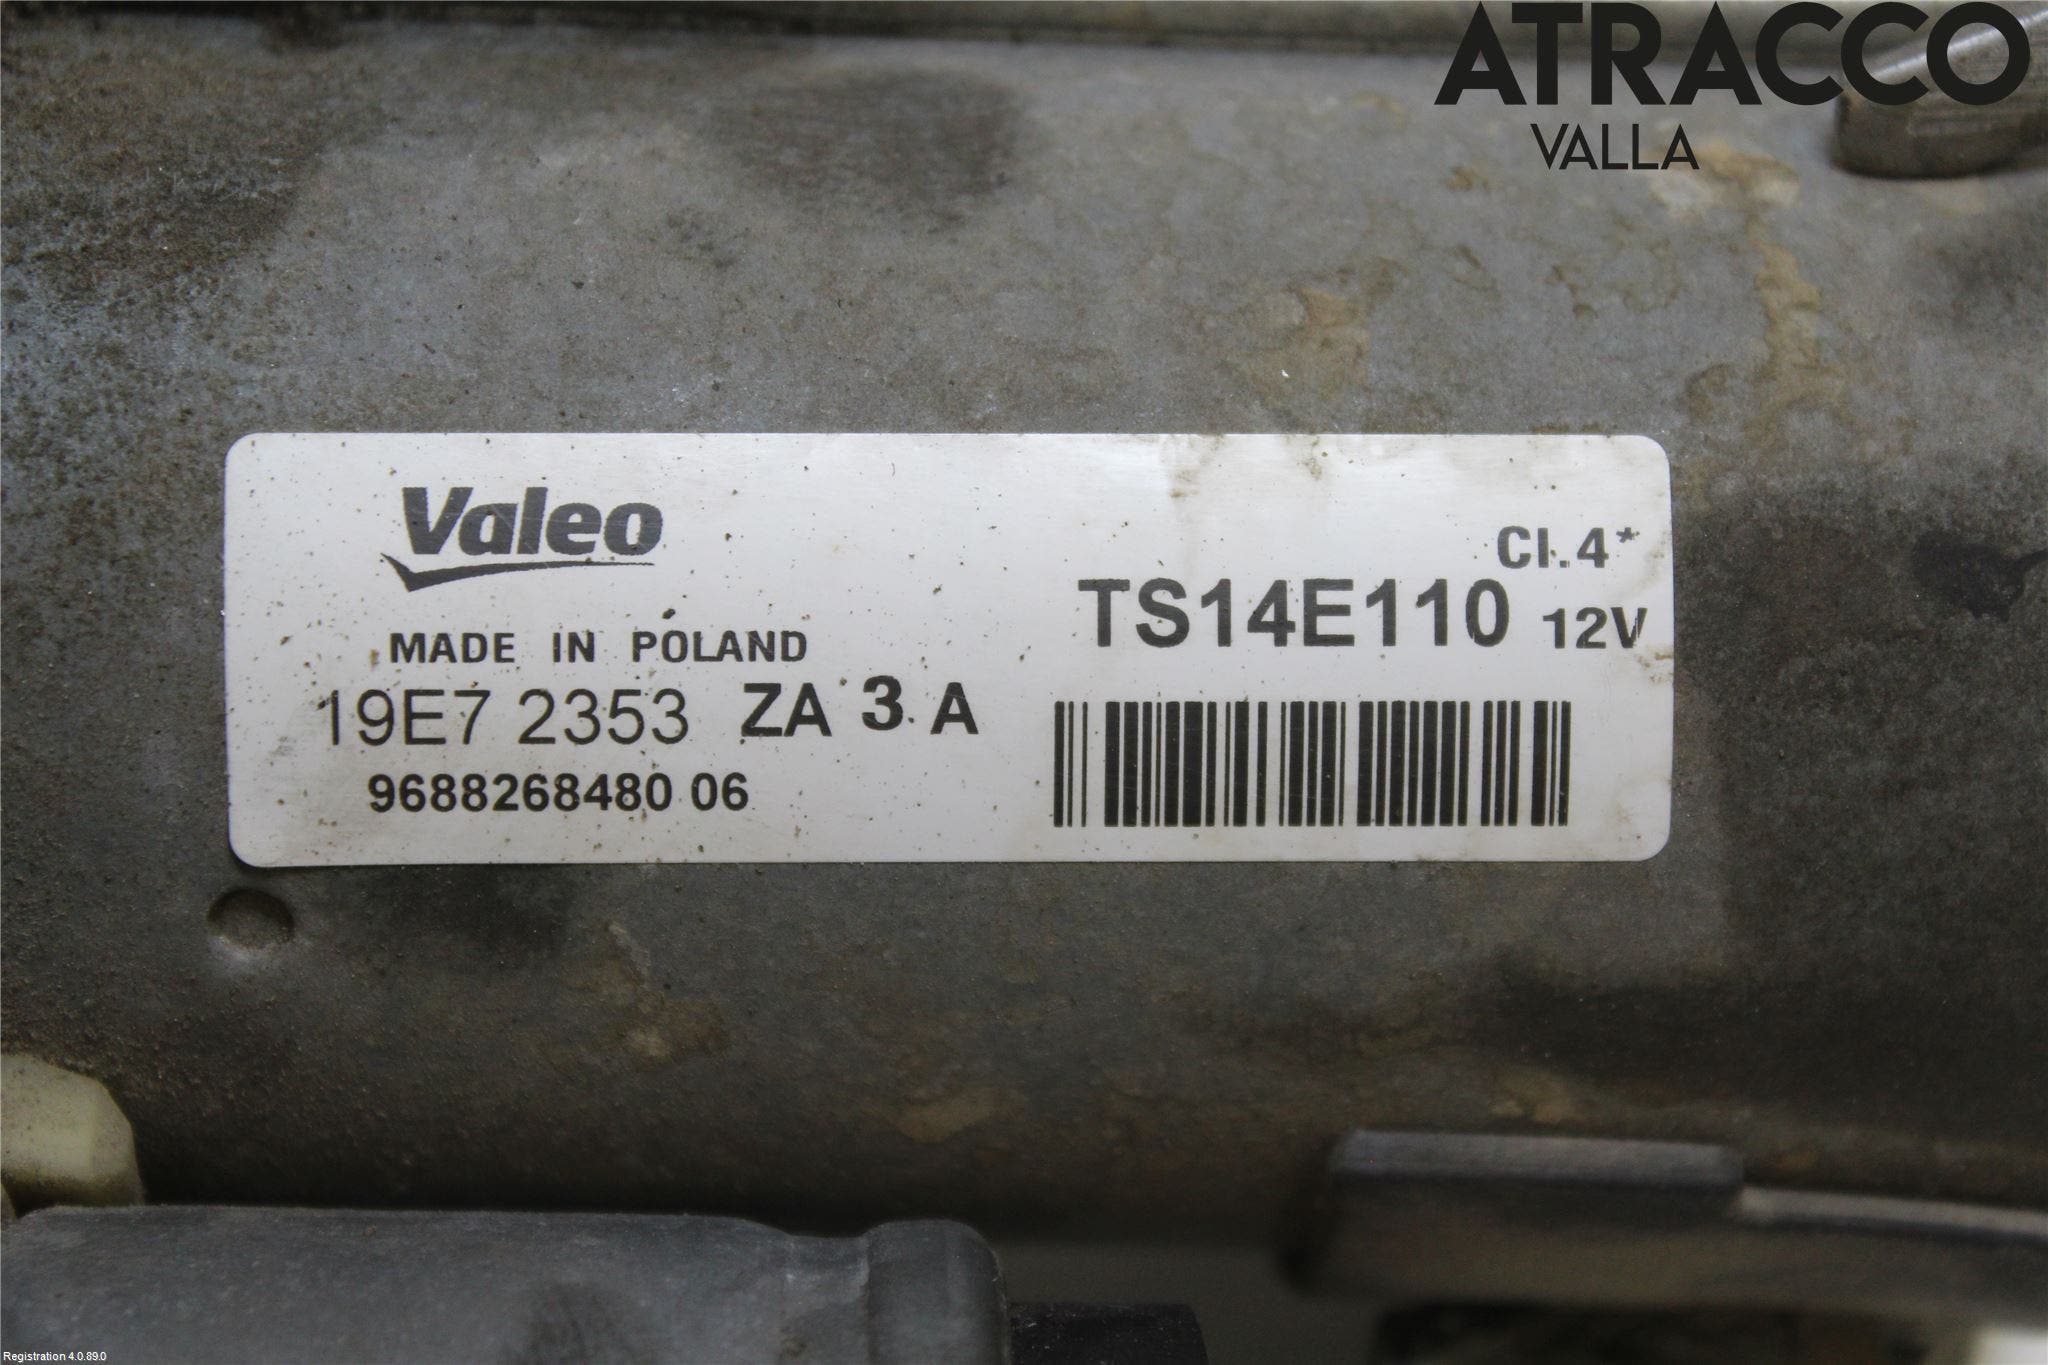 ATRACCO
VALLA
Valeo
MADE IN POLAND
19E7 2353 ZA 3 A
9688268480 06
Cl.4*
TS14E110 12V
Registration 4.0.89.0